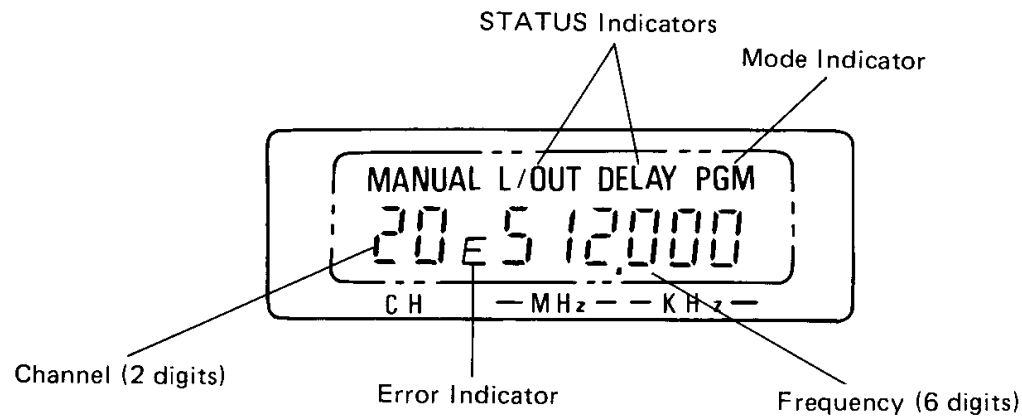 STATUS Indicators
Mode Indicator
MANUAL L/OUT DELAY PGM
20 E 512.000
CH —MHz— —KHz—
Channel (2 digits)
Error Indicator
Frequency (6 digits)